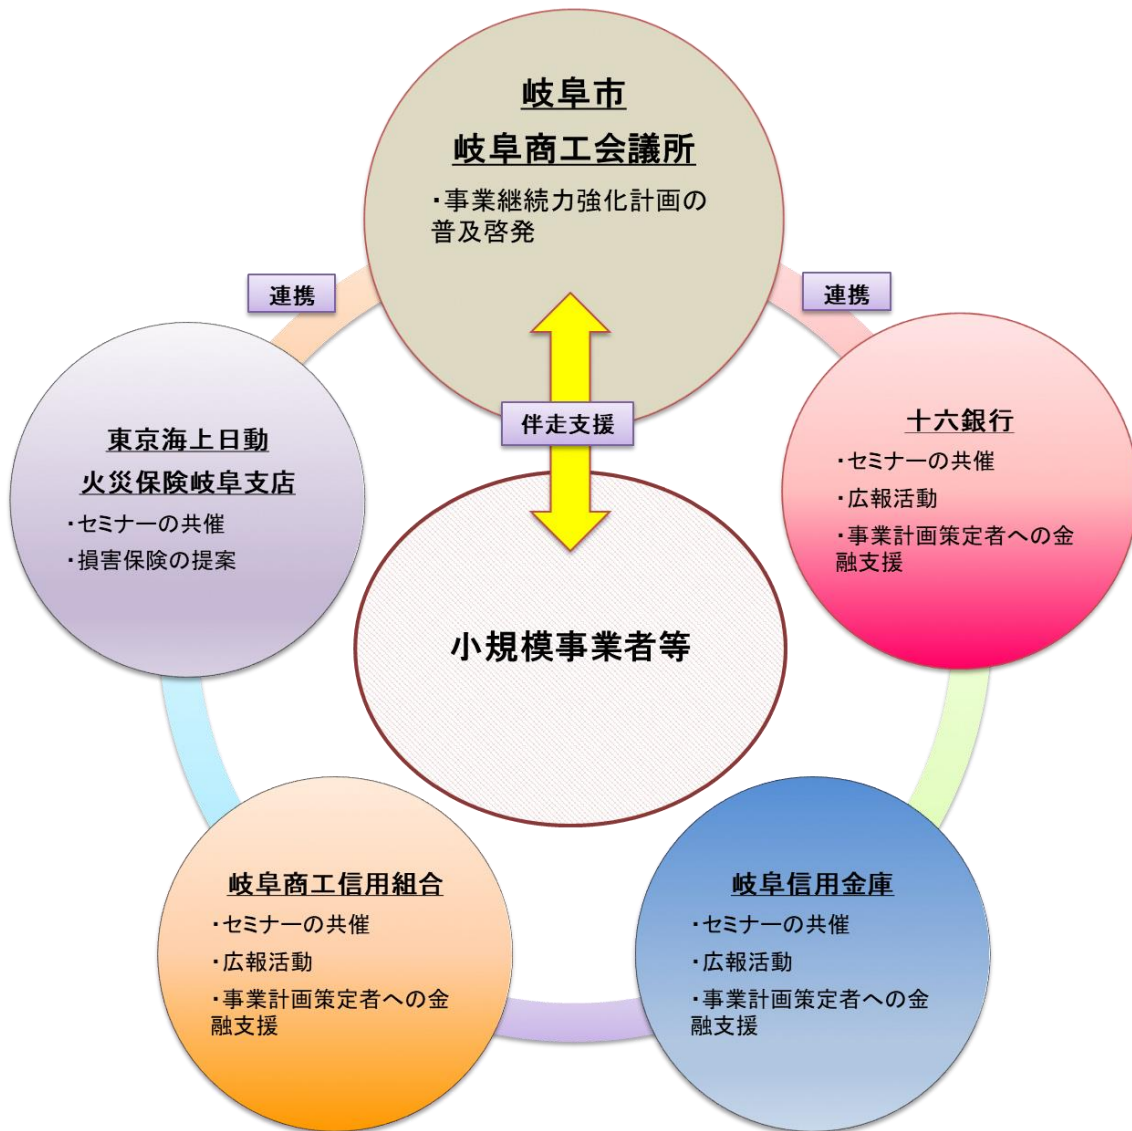 岐阜市
岐阜商工会議所
・事業継続力強化計画の
普及啓発
連携
連携
伴走支援
東京海上日動
火災保険岐阜支店
・セミナーの共催
・損害保険の提案
十六銀行
・セミナーの共催
・広報活動
・事業計画策定者への金
融支援
小規模事業者等
岐阜商工信用組合
・セミナーの共催
・広報活動
・事業計画策定者への金
融支援
岐阜信用金庫
・セミナーの共催
・広報活動
・事業計画策定者への金
融支援